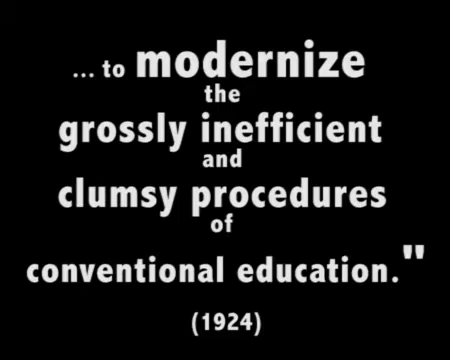 ... to modernize
the
grossly inefficient
and
clumsy procedures
of
conventional education."
(1924)